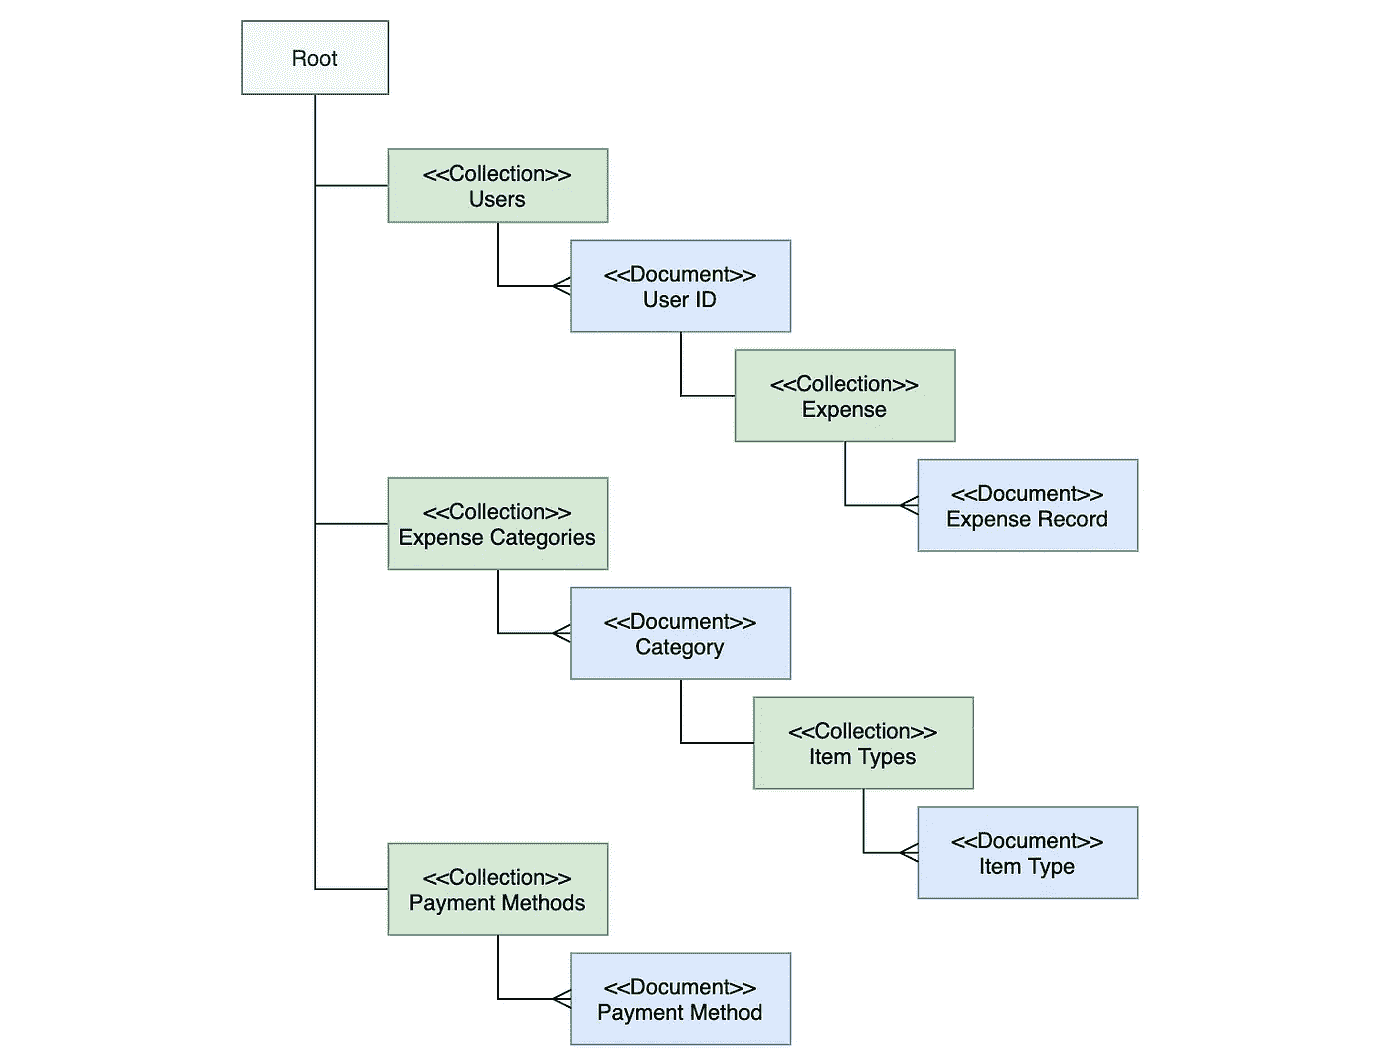 Root
<<Collection>>
Users
<<Document>>
User ID
<<Collection>>
Expense
<<Document>>
Expense Record
<<Collection>>
Expense Categories
<<Document>>
Category
<<Collection>>
Item Types
<<Document>>
Item Type
<<Collection>>
Payment Methods
<<Document>>
Payment Method